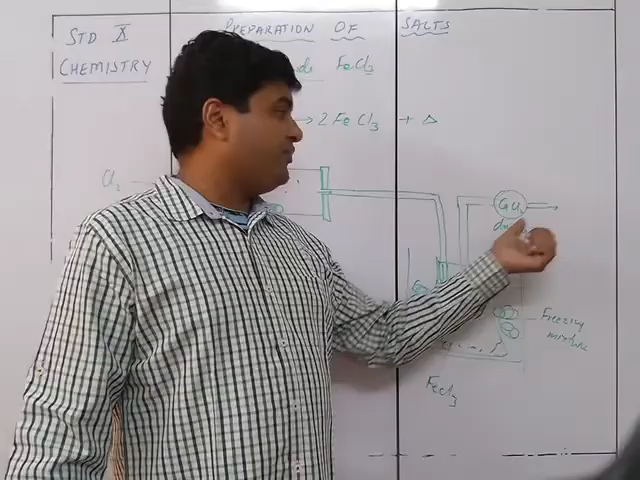 STD X
CHEMISTRY
PREPARATION OF SALTS
FeCl₃
→ 2 FeCl₃ + Δ
Cl₂
Freezing
mixture
FeCl₃